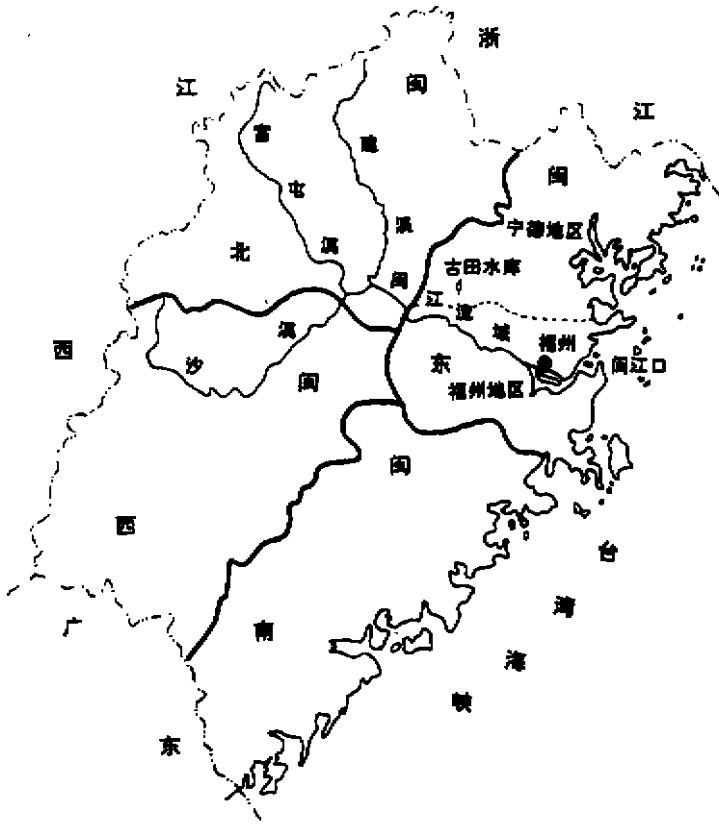 浙江
江西
闽北
富屯溪
建溪
沙溪
闽东
宁德地区
古田水库
闽江流域
福州
闽江口
福州地区
闽西
闽南
台湾海峡
广东